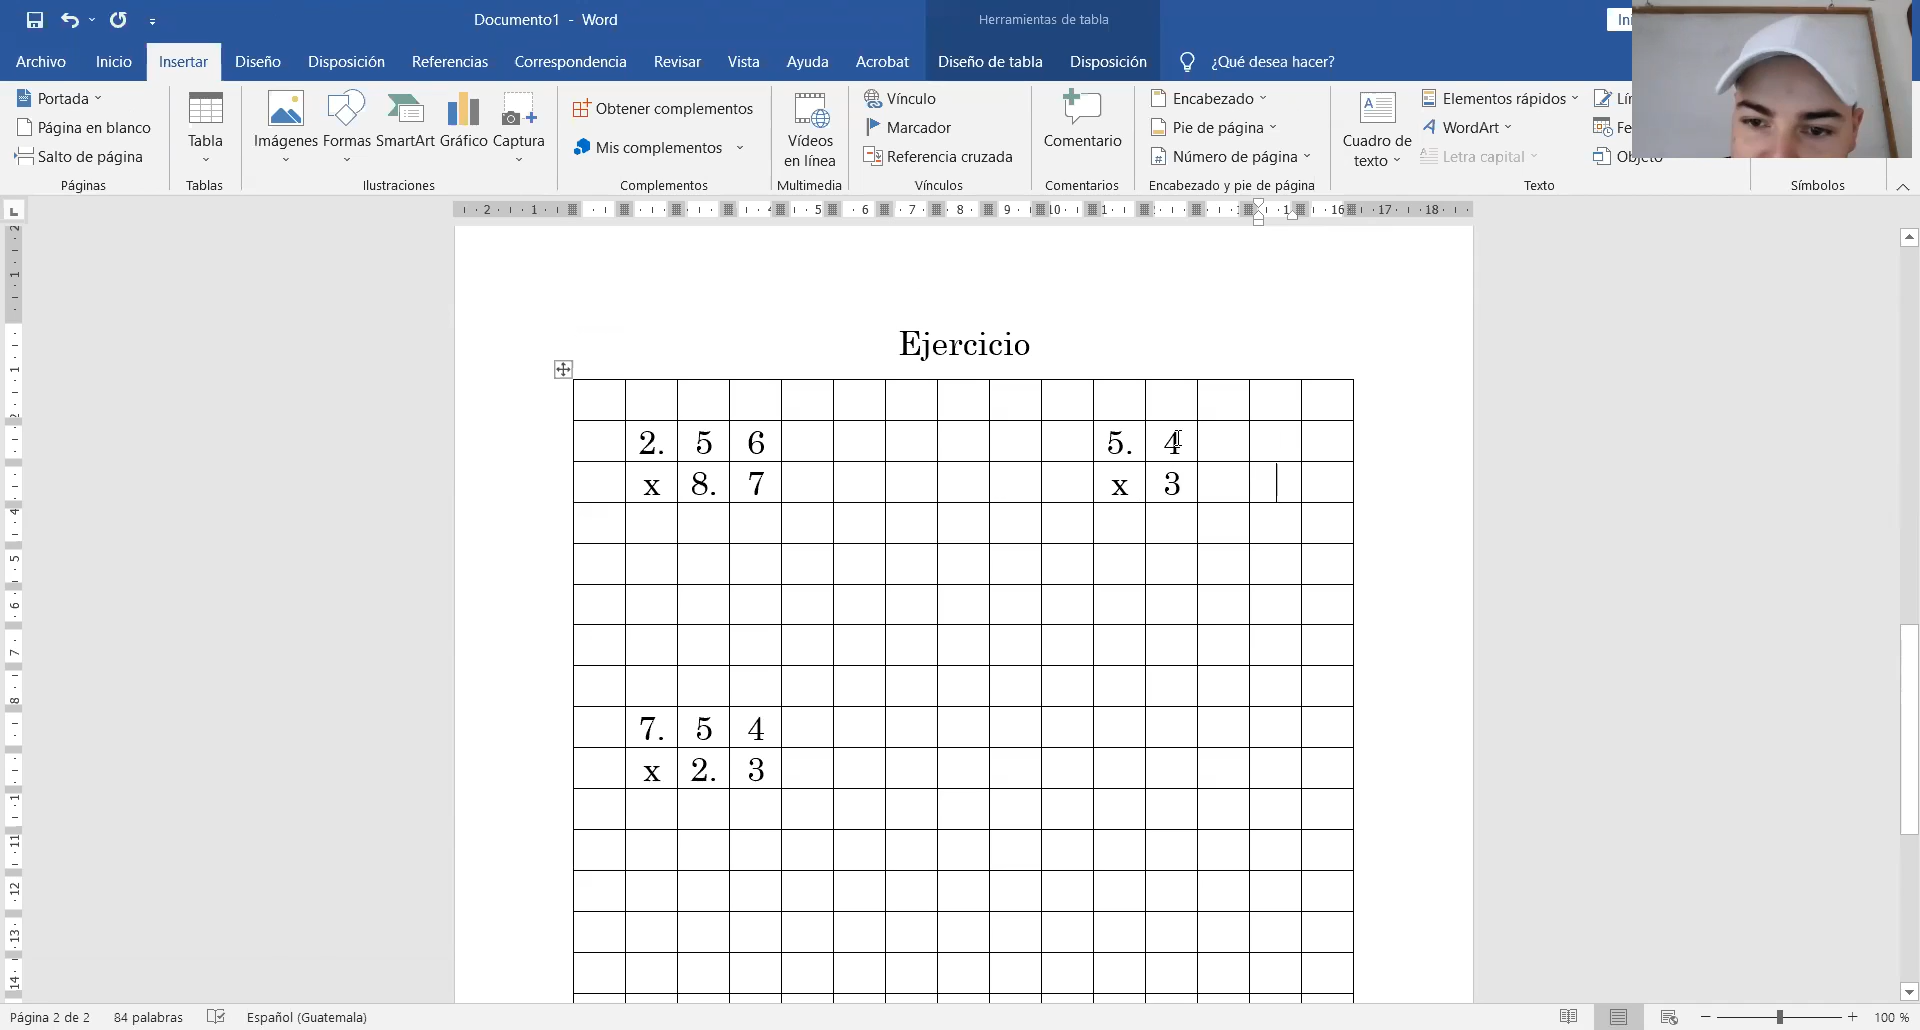 Documento1 - Word
Herramientas de tabla
Archivo Inicio Insertar Diseño Disposición Referencias Correspondencia Revisar Vista Ayuda Acrobat Diseño de tabla Disposición ¿Qué desea hacer?
Portada
Página en blanco
Salto de página
Páginas
Tabla
Tablas
Imágenes Formas SmartArt Gráfico Captura
Ilustraciones
Obtener complementos
Mis complementos
Complementos
Vídeos
en línea
Multimedia
Vínculo
Marcador
Referencia cruzada
Vínculos
Comentario
Comentarios
Encabezado
Pie de página
Número de página
Encabezado y pie de página
Cuadro de
texto
Elementos rápidos
WordArt
Letra capital
Objeto
Texto
Símbolos
Ejercicio
2. 5 6 5. 4
x 8. 7 x 3
7. 5 4
x 2. 3
Página 2 de 2 84 palabras Español (Guatemala) 100 %